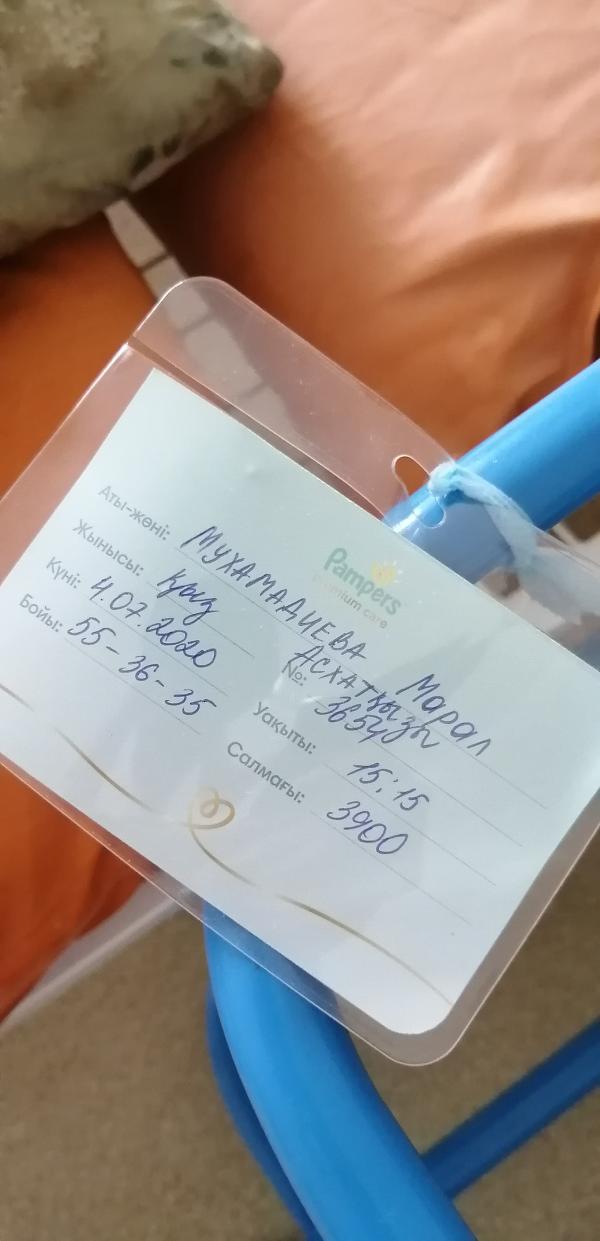 Pampers
premium care
Аты-жөні: МУХАМАДИЕВА Марал
АСХАТҚЫЗЫ
Жынысы: қыз №:
Күні: 4.07.2020 Уақыты: 15:15
Бойы: 55-36-35 Салмағы: 3900